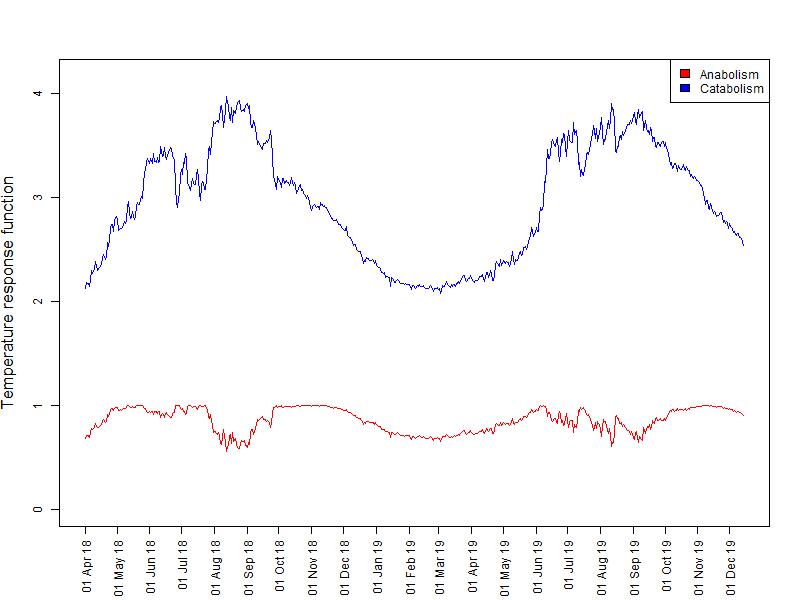 Anabolism
Catabolism
Temperature response function
4
3
2
1
0
01 Apr 18
01 May 18
01 Jun 18
01 Jul 18
01 Aug 18
01 Sep 18
01 Oct 18
01 Nov 18
01 Dec 18
01 Jan 19
01 Feb 19
01 Mar 19
01 Apr 19
01 May 19
01 Jun 19
01 Jul 19
01 Aug 19
01 Sep 19
01 Oct 19
01 Nov 19
01 Dec 19